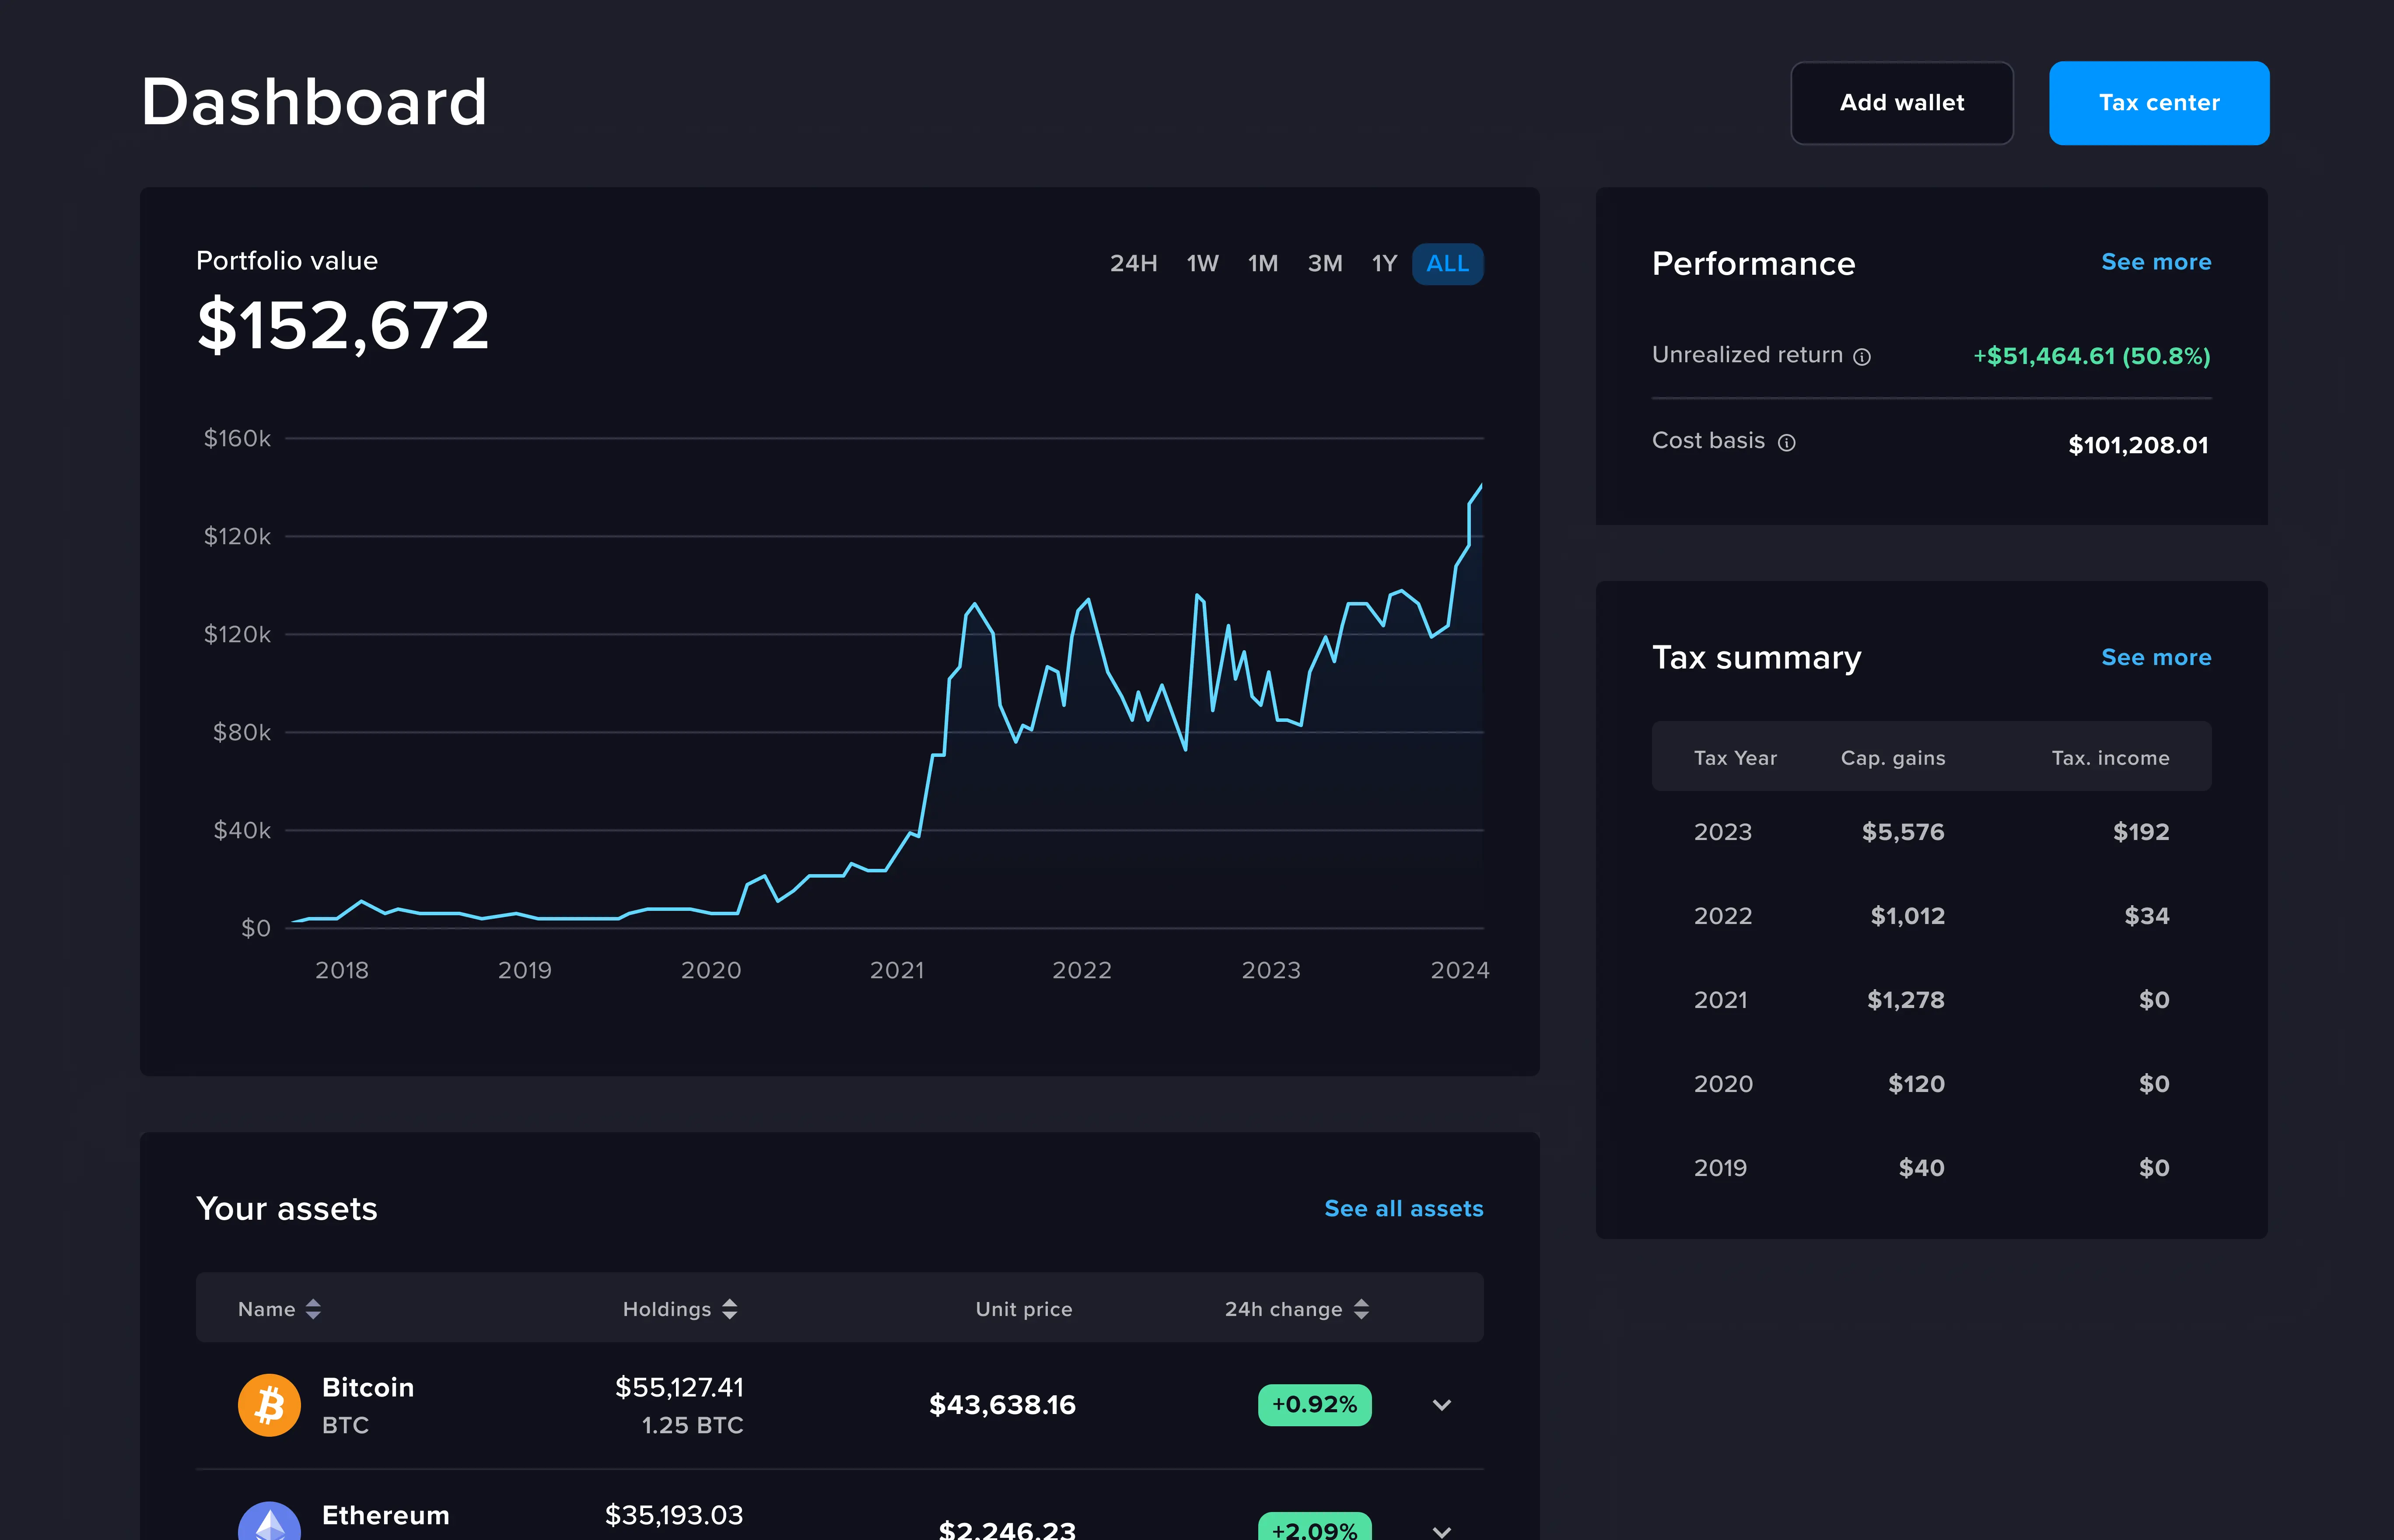 Dashboard
Add wallet
Tax center
Portfolio value
$152,672
24H 1W 1M 3M 1Y ALL
$160k
$120k
$120k
$80k
$40k
$0
2018 2019 2020 2021 2022 2023 2024
Performance
See more
Unrealized return
+$51,464.61 (50.8%)
Cost basis
$101,208.01
Tax summary
See more
Tax Year Cap. gains Tax. income
2023 $5,576 $192
2022 $1,012 $34
2021 $1,278 $0
2020 $120 $0
2019 $40 $0
Your assets
See all assets
Name Holdings Unit price 24h change
Bitcoin $55,127.41 $43,638.16 +0.92%
BTC 1.25 BTC
Ethereum $35,193.03 $2,246.23 +2.09%